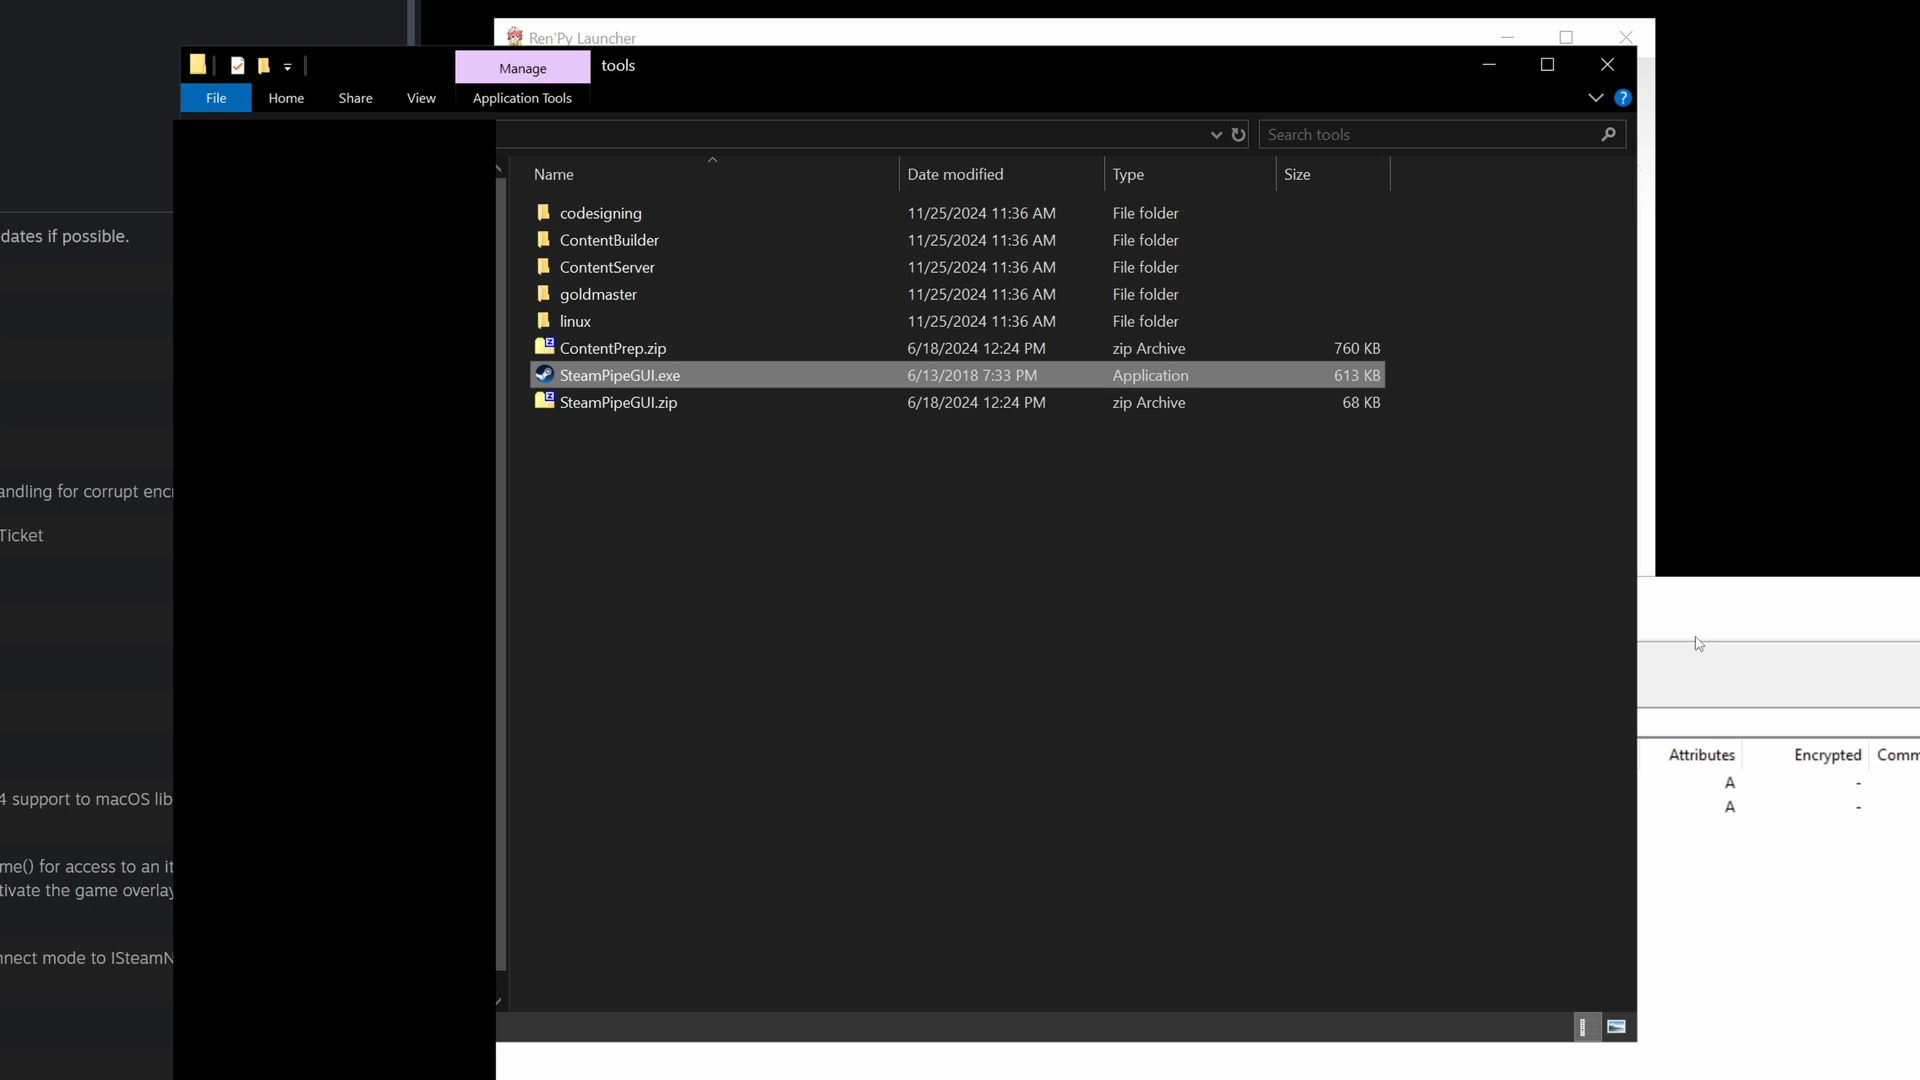 Ren'Py Launcher
Manage
tools
File
Home
Share
View
Application Tools
Search tools
Name
Date modified
Type
Size
codesigning 11/25/2024 11:36 AM File folder
ContentBuilder 11/25/2024 11:36 AM File folder
ContentServer 11/25/2024 11:36 AM File folder
goldmaster 11/25/2024 11:36 AM File folder
linux 11/25/2024 11:36 AM File folder
ContentPrep.zip 6/18/2024 12:24 PM zip Archive 760 KB
SteamPipeGUI.exe 6/13/2018 7:33 PM Application 613 KB
SteamPipeGUI.zip 6/18/2024 12:24 PM zip Archive 68 KB
dates if possible.
andling for corrupt encr
Ticket
4 support to macOS lib
me() for access to an it
tivate the game overlay
nnect mode to ISteamN
Attributes Encrypted Comm
A -
A -